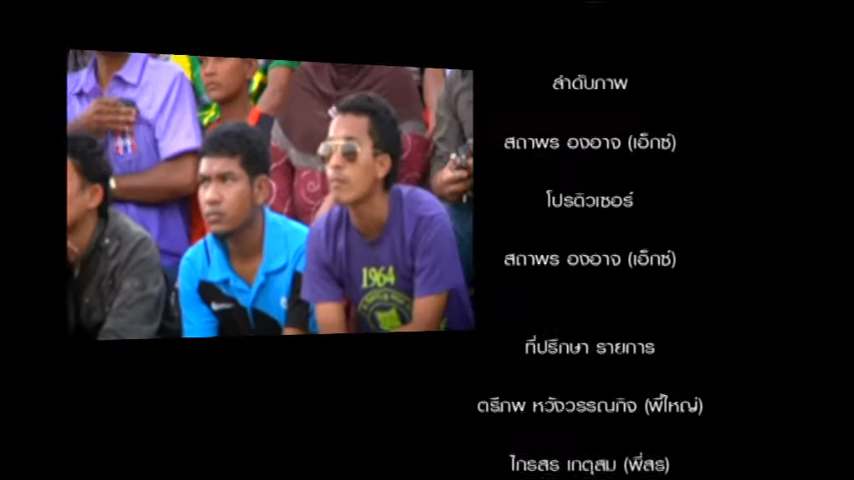 ลำดับภาพ
สถาพร องอาจ (เอ็กซ์)
โปรดิวเซอร์
สถาพร องอาจ (เอ็กซ์)
ที่ปรึกษา รายการ
ตรีภพ หวังวรรณกิจ (พี่ใหญ่)
ไกรสร เกตุสม (พี่สร)
1964